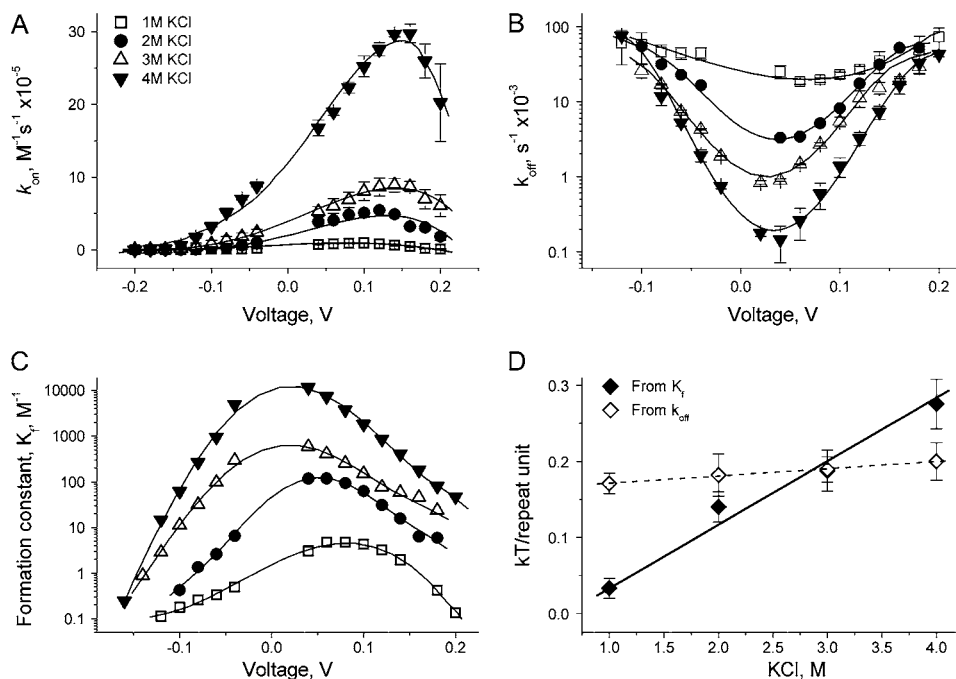 A
1M KCl
2M KCl
3M KCl
4M KCl
k_on, M⁻¹s⁻¹ x10⁻⁵
30
20
10
0
-0.2 -0.1 0.0 0.1 0.2
Voltage, V
B
k_off, s⁻¹ x10⁻³
100
10
1
0.1
-0.1 0.0 0.1 0.2
Voltage, V
C
Formation constant, K_f, M⁻¹
10000
1000
100
10
1
0.1
-0.1 0.0 0.1 0.2
Voltage, V
D
From K_f
From k_off
kT/repeat unit
0.3
0.2
0.1
0.0
1.0 1.5 2.0 2.5 3.0 3.5 4.0
KCl, M